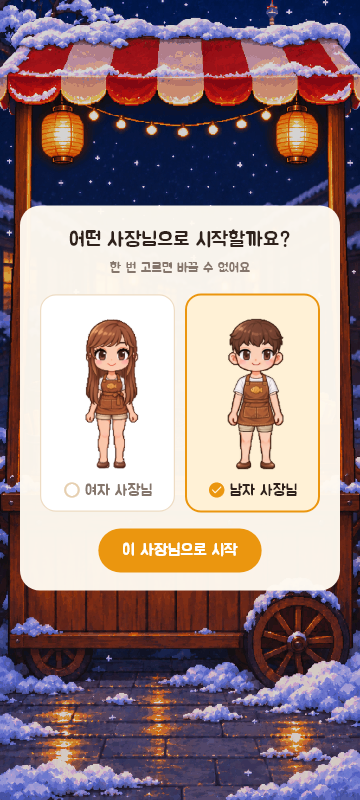 어떤 사장님으로 시작할까요?
한 번 고르면 바꿀 수 없어요
여자 사장님
남자 사장님
이 사장님으로 시작